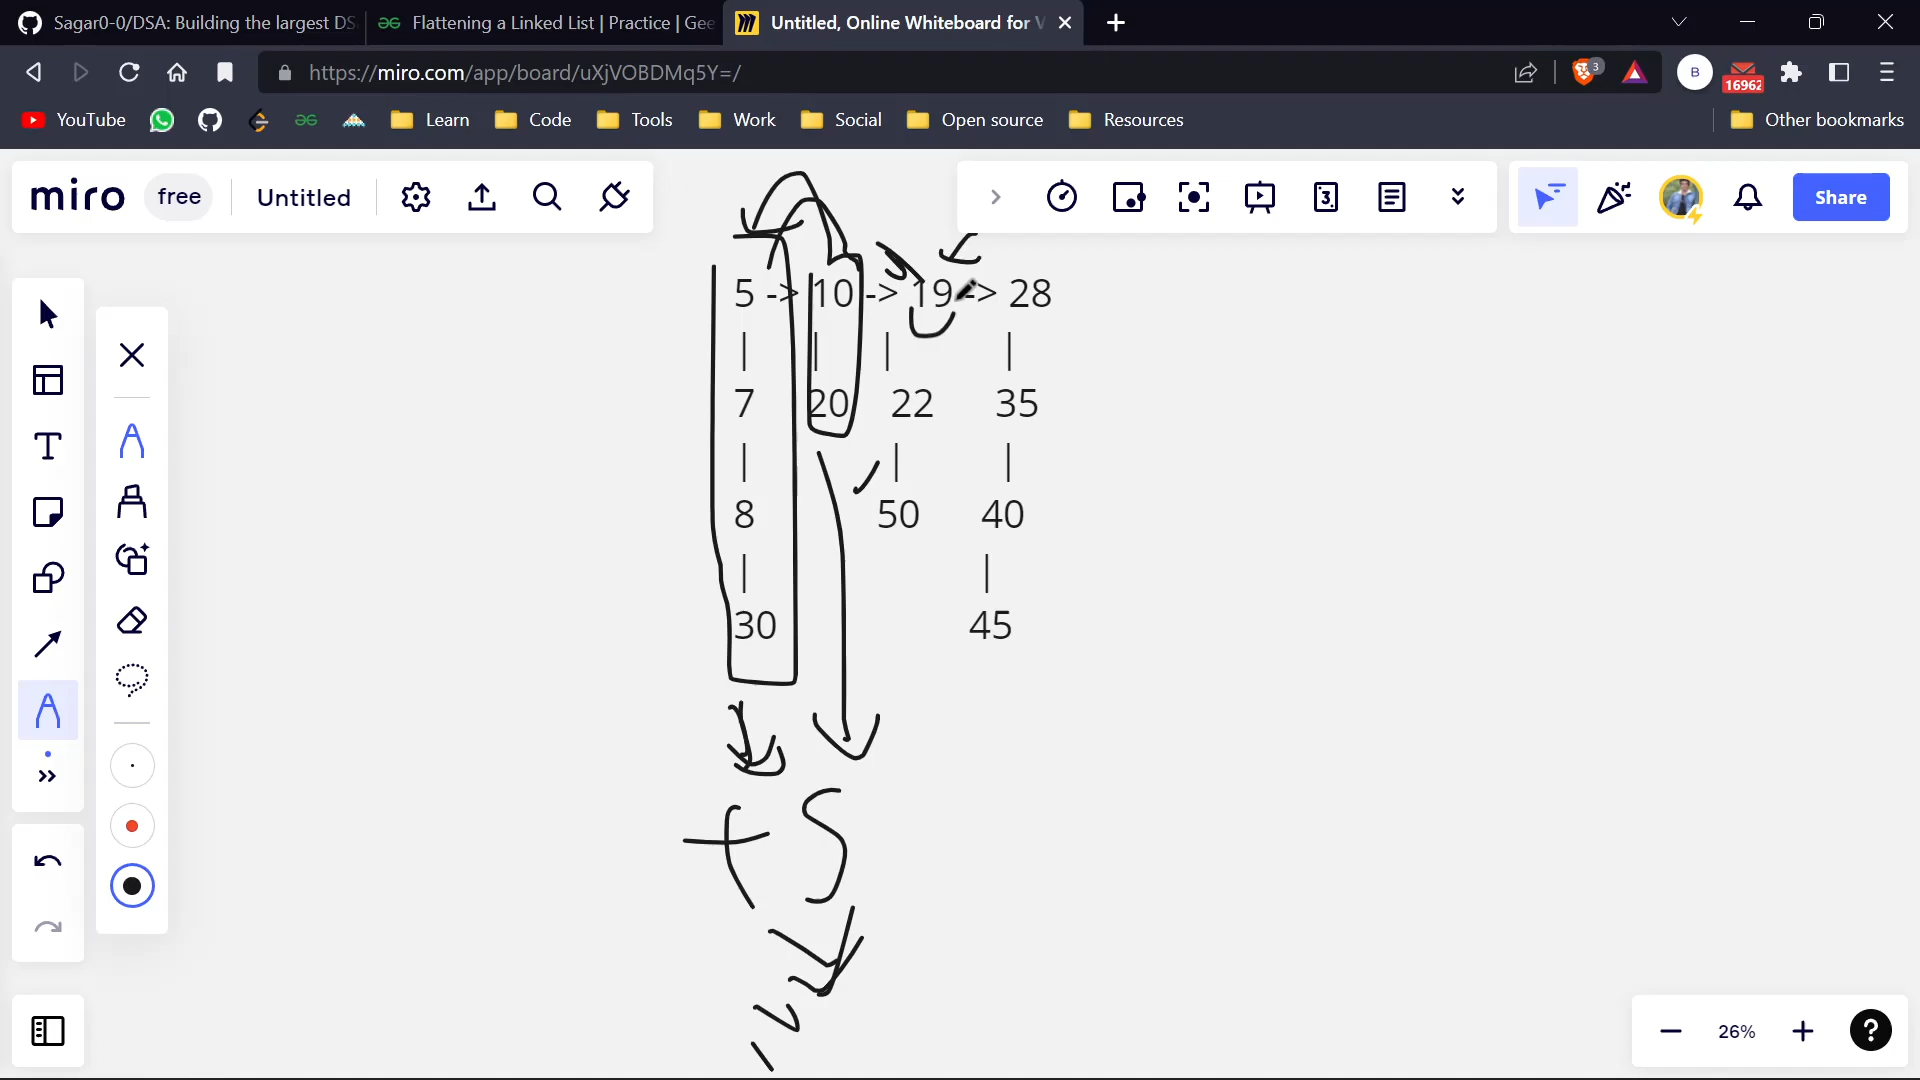 Sagar0-0/DSA: Building the largest DS
Flattening a Linked List | Practice | Gee
Untitled, Online Whiteboard for V
https://miro.com/app/board/uXjVOBDMq5Y=/
3
B
16962
YouTube
Learn
Code
Tools
Work
Social
Open source
Resources
Other bookmarks
miro
free
Untitled
3
Share
5 -> 10 -> 19 -> 28
| | | |
7 20 22 35
| | |
8 50 40
| |
30 45
f S
26%
?